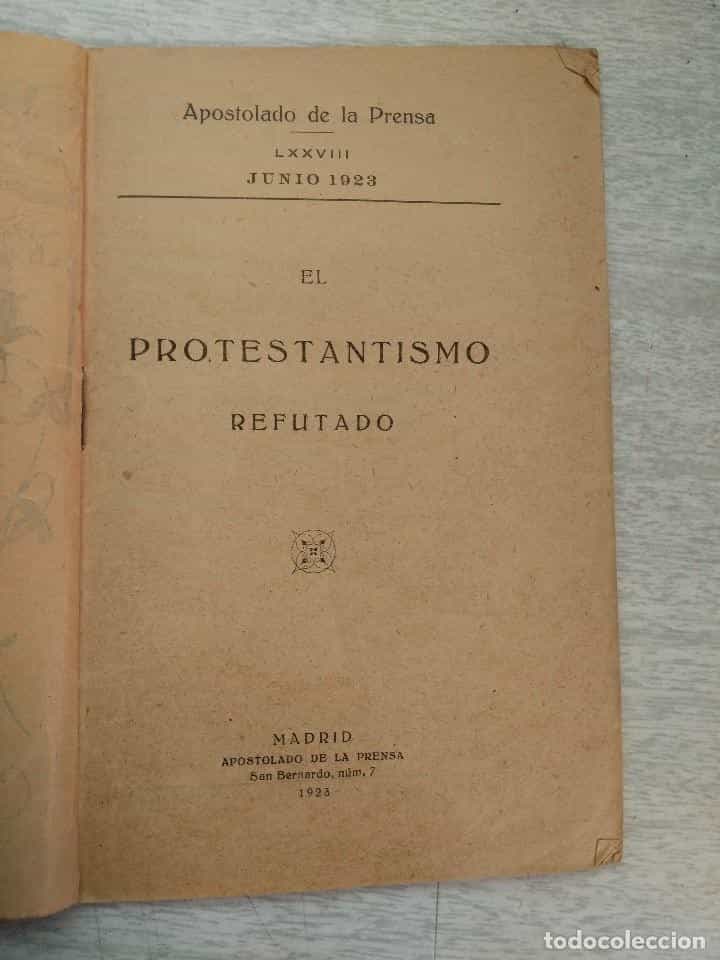 Apostolado de la Prensa
LXXVIII
JUNIO 1923
EL
PROTESTANTISMO
REFUTADO
MADRID
APOSTOLADO DE LA PRENSA
San Bernardo, núm. 7
1923
todocoleccion